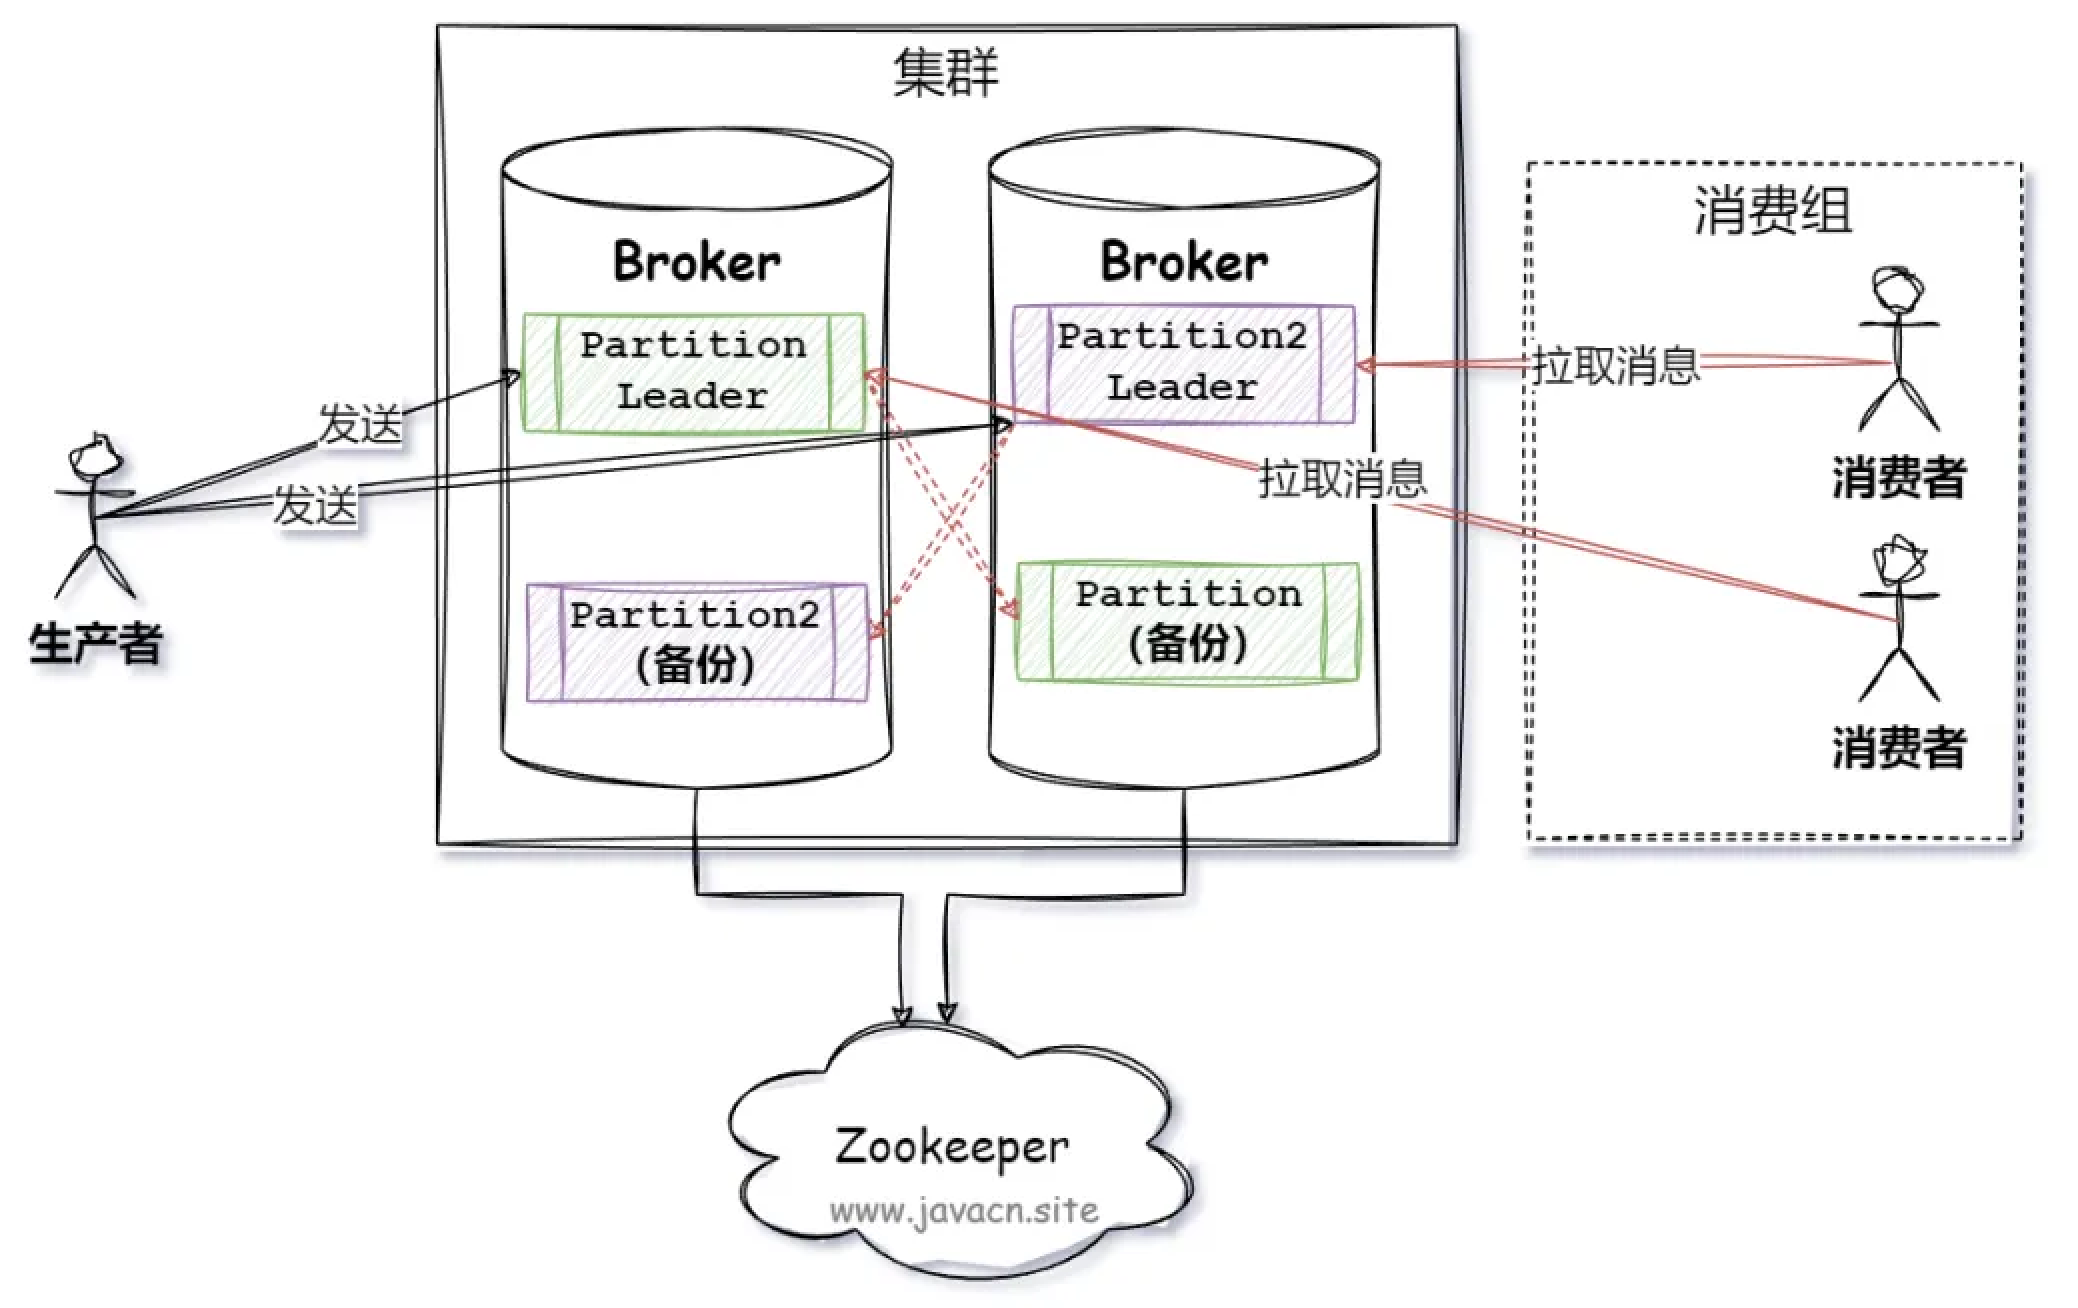 集群
消费组
Broker
Broker
Partition
Leader
Partition2
Leader
发送
发送
拉取消息
拉取消息
消费者
生产者
Partition2
(备份)
Partition
(备份)
消费者
Zookeeper
www.javacn.site